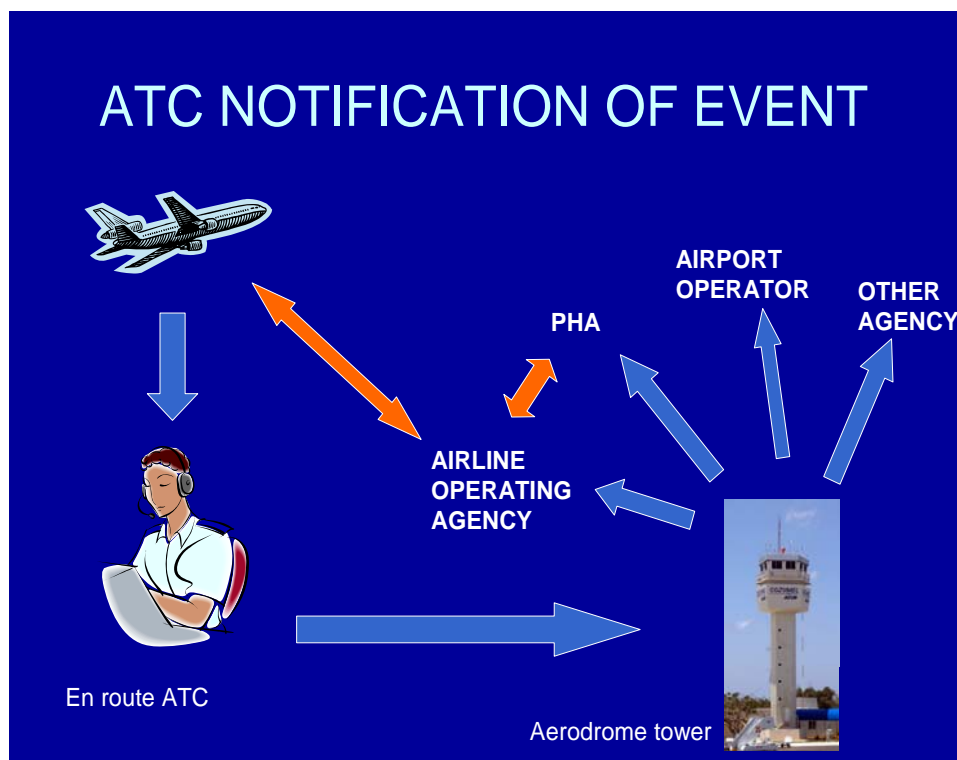 ATC NOTIFICATION OF EVENT
AIRPORT
OPERATOR
OTHER
AGENCY
PHA
AIRLINE
OPERATING
AGENCY
En route ATC
Aerodrome tower